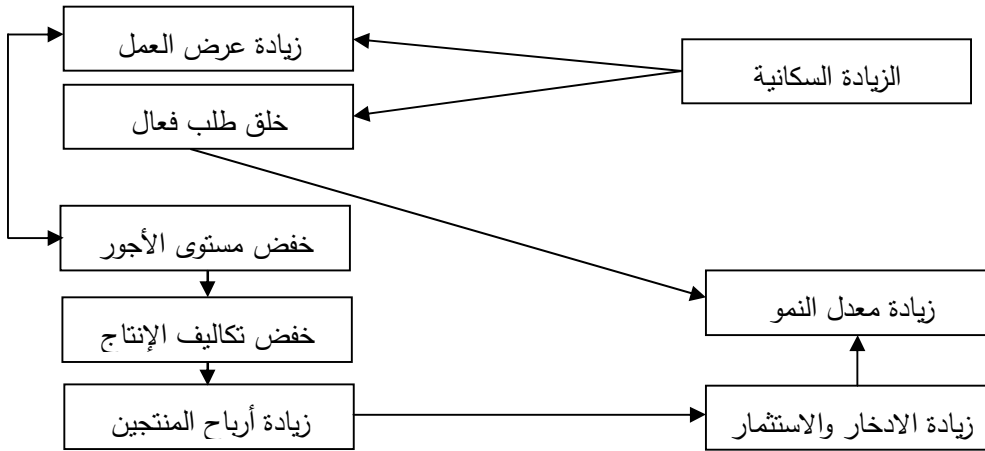 زيادة عرض العمل
الزيادة السكانية
خلق طلب فعال
خفض مستوى الأجور
زيادة معدل النمو
خفض تكاليف الإنتاج
زيادة أرباح المنتجين
زيادة الادخار والاستثمار